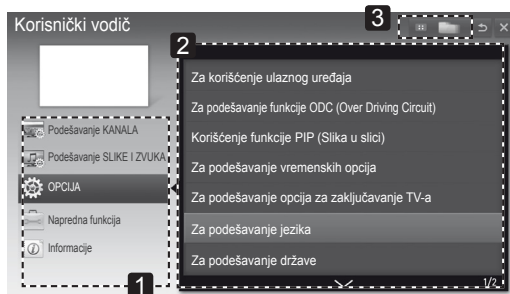 Korisnički vodič
3
2
Za korišćenje ulaznog uređaja
Za podešavanje funkcije ODC (Over Driving Circuit)
Korišćenje funkcije PIP (Slika u slici)
Za podešavanje vremenskih opcija
Za podešavanje opcija za zaključavanje TV-a
Za podešavanje jezika
Za podešavanje države
1/2
Podešavanje KANALA
Podešavanje SLIKE I ZVUKA
OPCIJA
Napredna funkcija
Informacije
1